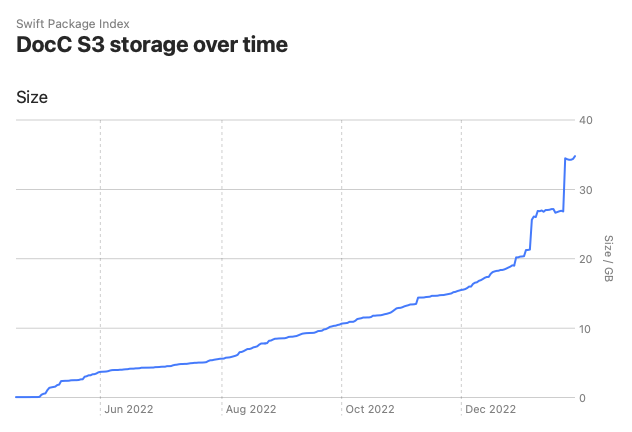 Swift Package Index
DocC S3 storage over time
Size
40
30
20
10
0
Size / GB
Jun 2022
Aug 2022
Oct 2022
Dec 2022